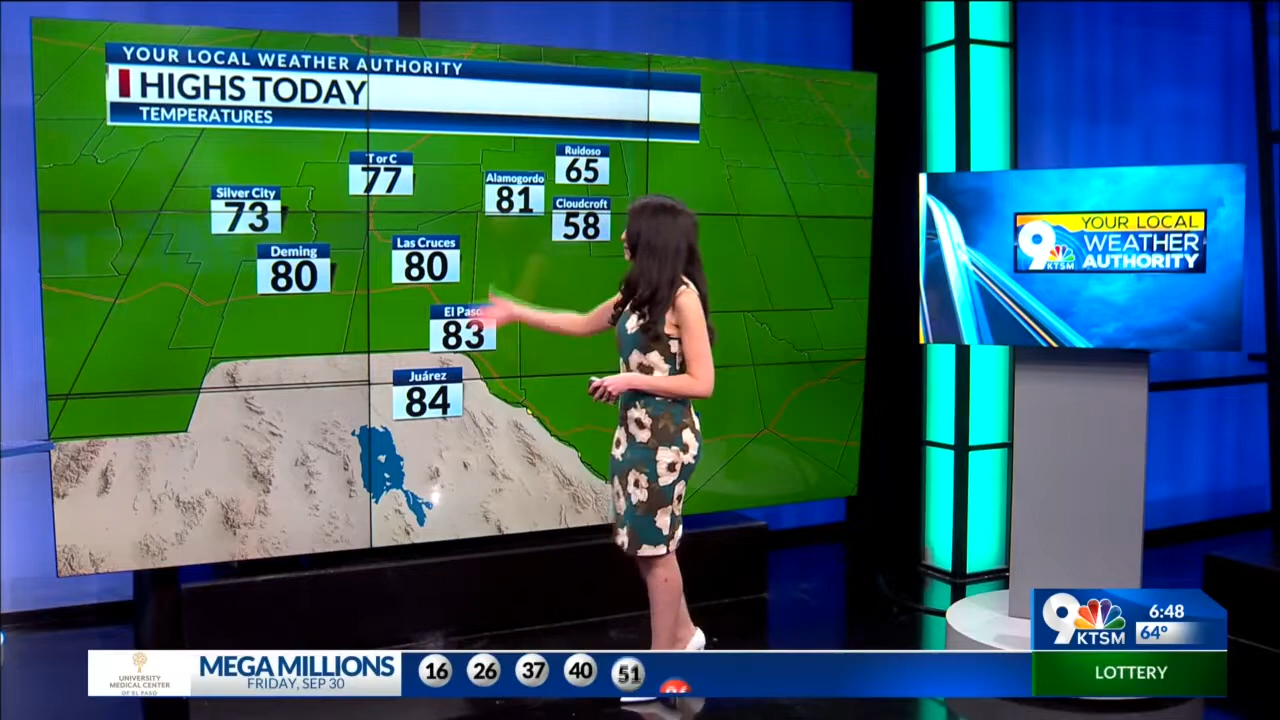 YOUR LOCAL WEATHER AUTHORITY
HIGHS TODAY
TEMPERATURES
T or C
77
Ruidoso
65
Silver City
73
Alamogordo
81
Cloudcroft
58
Deming
80
Las Cruces
80
El Paso
83
Juárez
84
9
KTSM
YOUR LOCAL
WEATHER
AUTHORITY
9
KTSM
6:48
64°
LOTTERY
UNIVERSITY
MEDICAL CENTER
OF EL PASO
MEGA MILLIONS
FRIDAY, SEP 30
16 26 37 40 51